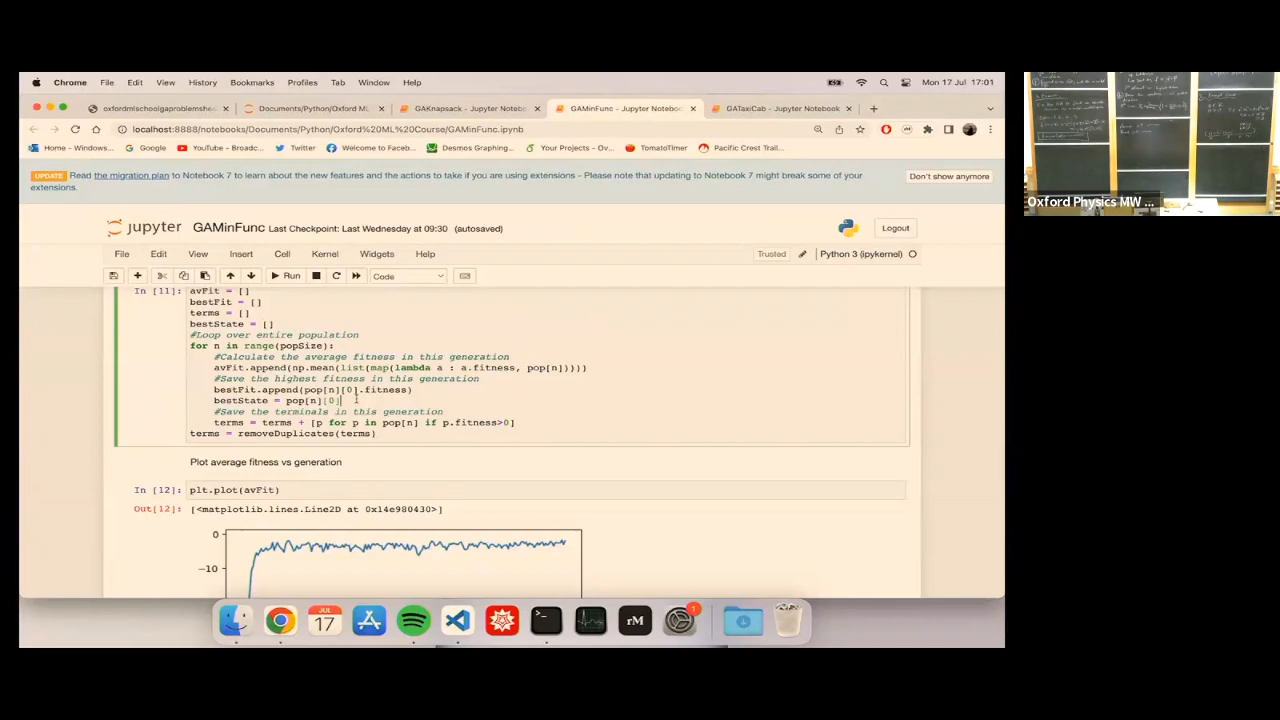 Chrome File Edit View History Bookmarks Profiles Tab Window Help Mon 17 Jul 17:01
oxfordmlschoolgaproblemshe Documents/Python/Oxford ML GAKnapsack - Jupyter Notebo GAMinFunc - Jupyter Notebook GATaxiCab - Jupyter Notebook
localhost:8888/notebooks/Documents/Python/Oxford%20ML%20Course/GAMinFunc.ipynb
Home - Windows... Google YouTube - Broadc... Twitter Welcome to Faceb... Desmos Graphing... Your Projects - Ov... TomatoTimer Pacific Crest Trail...
UPDATE Read the migration plan to Notebook 7 to learn about the new features and the actions to take if you are using extensions - Please note that updating to Notebook 7 might break some of your
extensions.
Don't show anymore
jupyter GAMinFunc Last Checkpoint: Last Wednesday at 09:30 (autosaved) Logout
File Edit View Insert Cell Kernel Widgets Help Trusted Python 3 (ipykernel)
Run Code
In [11]: avFit = []
bestFit = []
terms = []
bestState = []
#Loop over entire population
for n in range(popSize):
#Calculate the average fitness in this generation
avFit.append(np.mean(list(map(lambda a : a.fitness, pop[n]))))
#Save the highest fitness in this generation
bestFit.append(pop[n][0].fitness)
bestState = pop[n][0]
#Save the terminals in this generation
terms = terms + [p for p in pop[n] if p.fitness>0]
terms = removeDuplicates(terms)
Plot average fitness vs generation
In [12]: plt.plot(avFit)
Out[12]: [<matplotlib.lines.Line2D at 0x14e980430>]
0
-10
JUL
17
rM
1
Oxford Physics MW ...